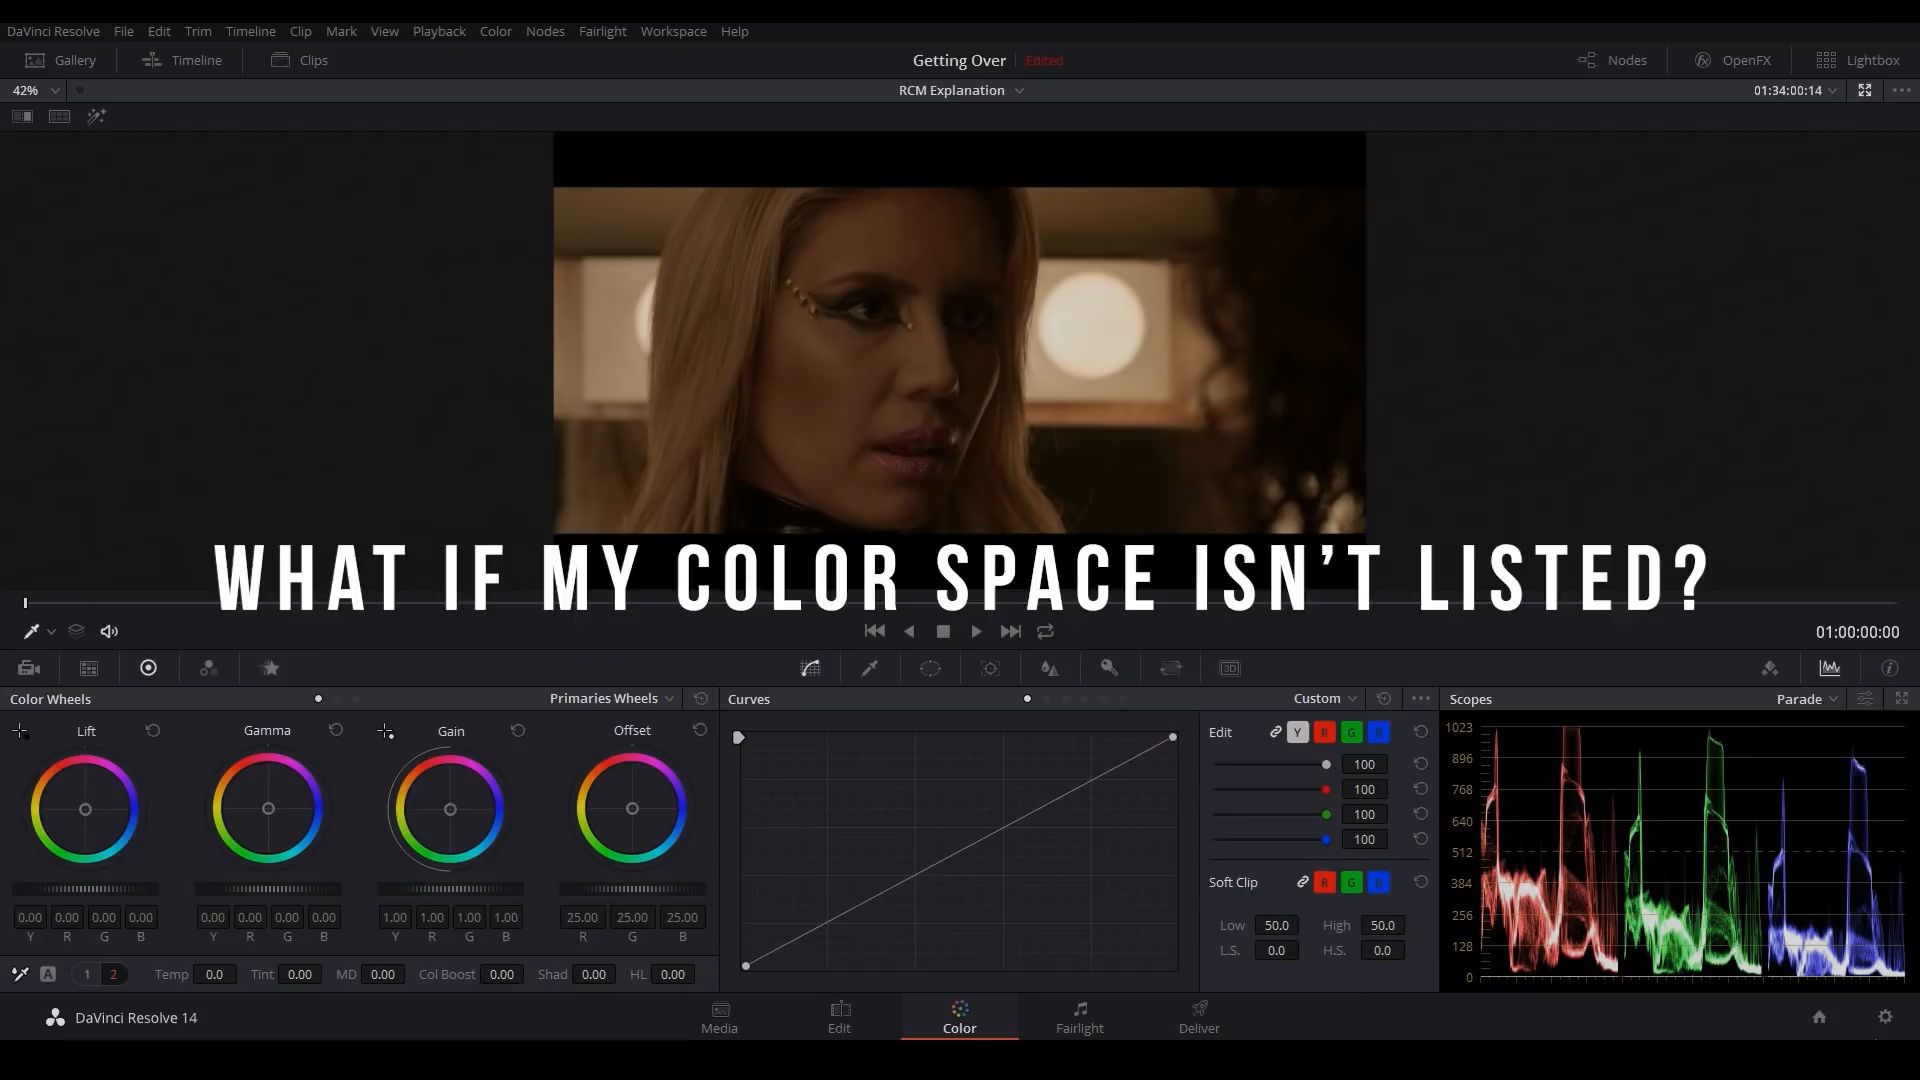 DaVinci Resolve File Edit Trim Timeline Clip Mark View Playback Color Nodes Fairlight Workspace Help
Gallery Timeline Clips Getting Over Edited Nodes OpenFX Lightbox
42% RCM Explanation 01:34:00:14
WHAT IF MY COLOR SPACE ISN'T LISTED?
01:00:00:00
3D
Color Wheels Primaries Wheels Curves Custom Scopes Parade
Lift Gamma Gain Offset Edit Y R G B
100
100
100
100
Soft Clip R G B
Low 50.0 High 50.0
L.S. 0.0 H.S. 0.0
1023
896
768
640
512
384
256
128
0
0.00 0.00 0.00 0.00 0.00 0.00 0.00 0.00 1.00 1.00 1.00 1.00 25.00 25.00 25.00
Y R G B Y R G B Y R G B R G B
A 1 2 Temp 0.0 Tint 0.00 MD 0.00 Col Boost 0.00 Shad 0.00 HL 0.00
DaVinci Resolve 14 Media Edit Color Fairlight Deliver